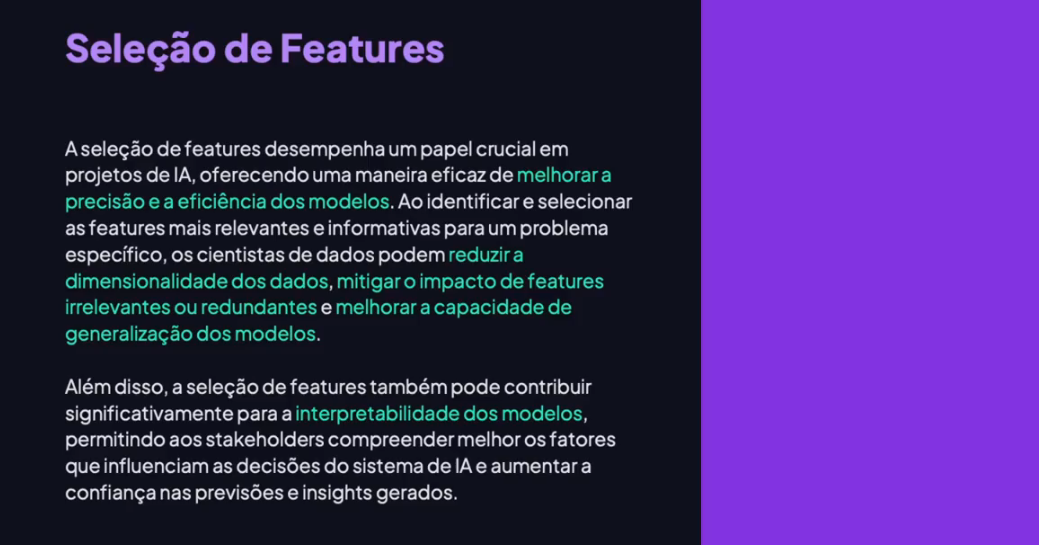 Seleção de Features
A seleção de features desempenha um papel crucial em
projetos de IA, oferecendo uma maneira eficaz de melhorar a
precisão e a eficiência dos modelos. Ao identificar e selecionar
as features mais relevantes e informativas para um problema
específico, os cientistas de dados podem reduzir a
dimensionalidade dos dados, mitigar o impacto de features
irrelevantes ou redundantes e melhorar a capacidade de
generalização dos modelos.
Além disso, a seleção de features também pode contribuir
significativamente para a interpretabilidade dos modelos,
permitindo aos stakeholders compreender melhor os fatores
que influenciam as decisões do sistema de IA e aumentar a
confiança nas previsões e insights gerados.